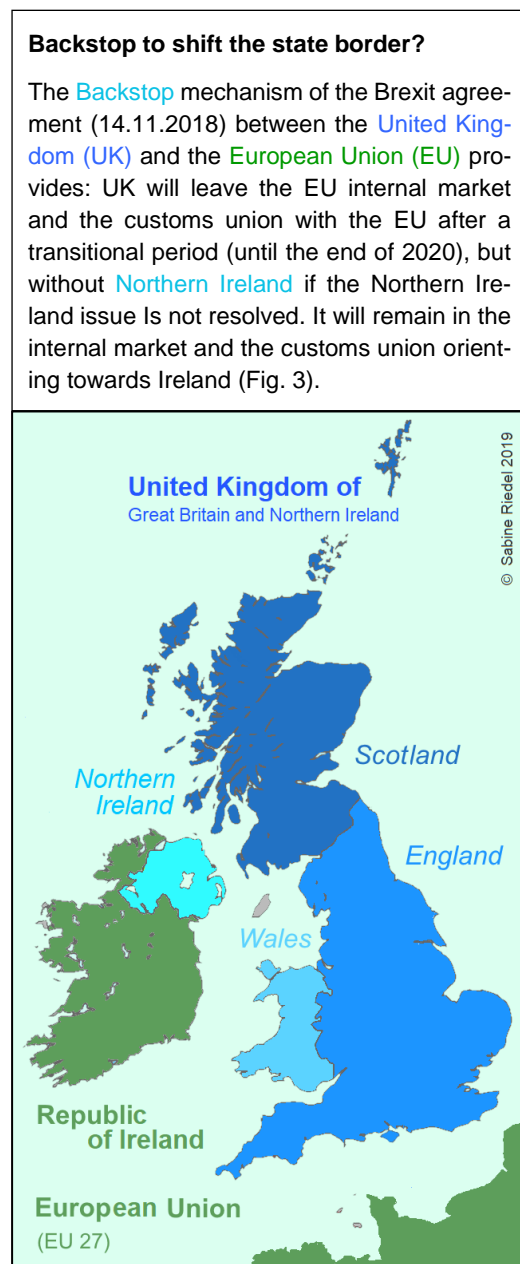 Backstop to shift the state border?
The Backstop mechanism of the Brexit agree-
ment (14.11.2018) between the United King-
dom (UK) and the European Union (EU) pro-
vides: UK will leave the EU internal market
and the customs union with the EU after a
transitional period (until the end of 2020), but
without Northern Ireland if the Northern Ire-
land issue Is not resolved. It will remain in the
internal market and the customs union orient-
ing towards Ireland (Fig. 3).
United Kingdom of
Great Britain and Northern Ireland
© Sabine Riedel 2019
Scotland
Northern
Ireland
England
Wales
Republic
of Ireland
European Union
(EU 27)